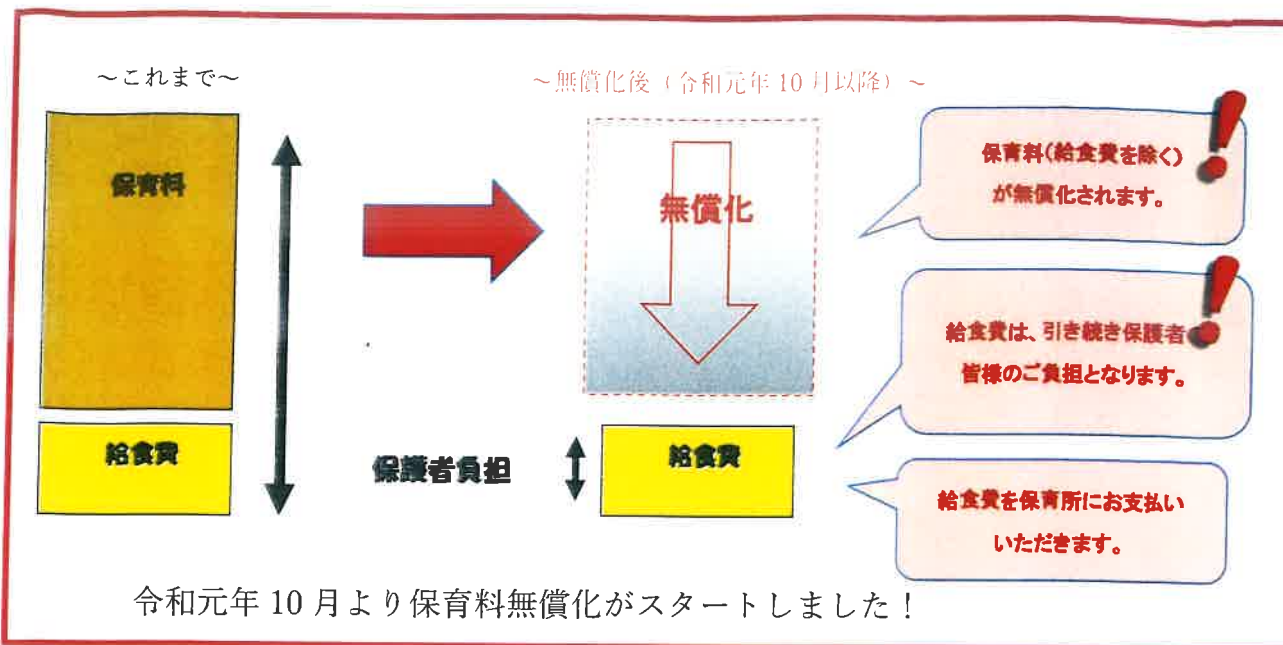 ～これまで～
～無償化後（令和元年10月以降）～
保育料
無償化
保育料(給食費を除く)
が無償化されます。
給食費は、引き続き保護者
皆様のご負担となります。
給食費
保護者負担
給食費
給食費を保育所にお支払い
いただきます。
令和元年 10 月より保育料無償化がスタートしました！